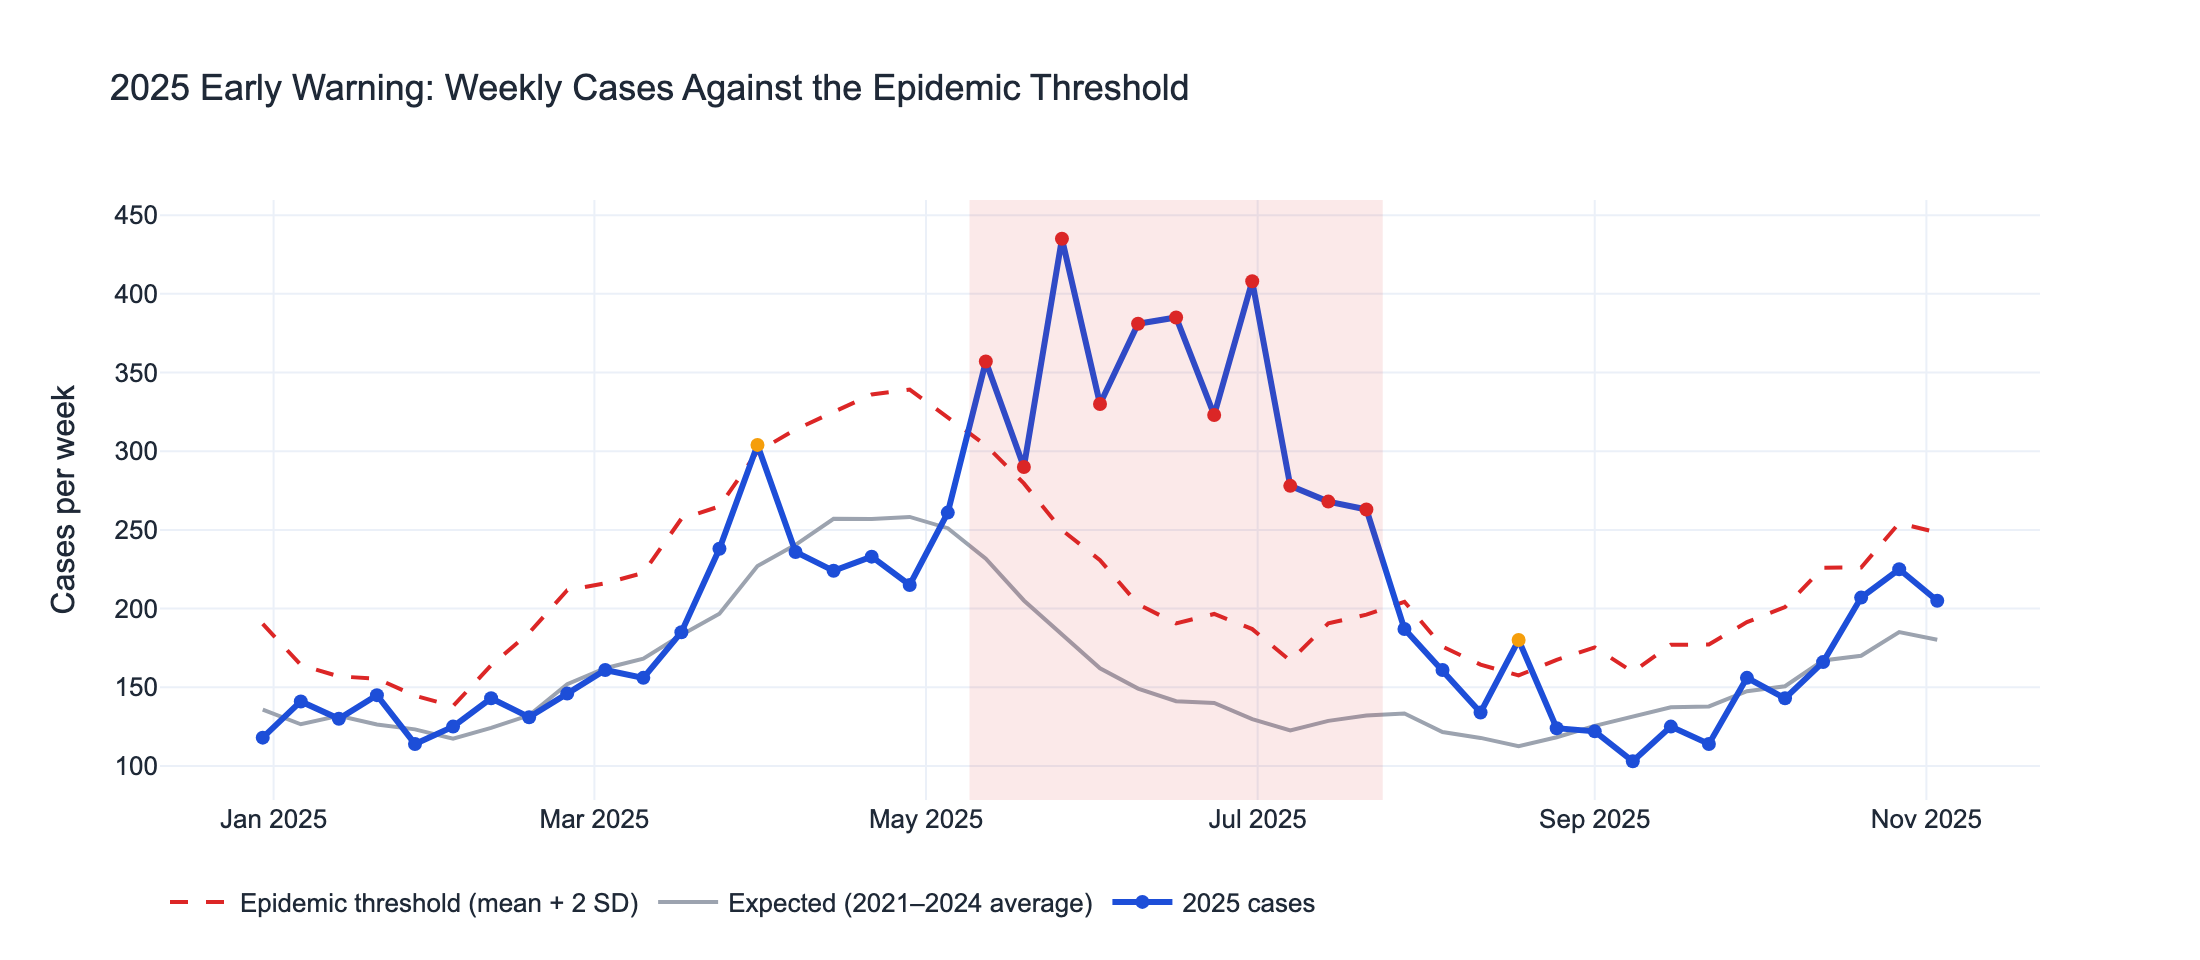 2025 Early Warning: Weekly Cases Against the Epidemic Threshold
Cases per week
450
400
350
300
250
200
150
100
Jan 2025 Mar 2025 May 2025 Jul 2025 Sep 2025 Nov 2025
Epidemic threshold (mean + 2 SD) Expected (2021–2024 average) 2025 cases